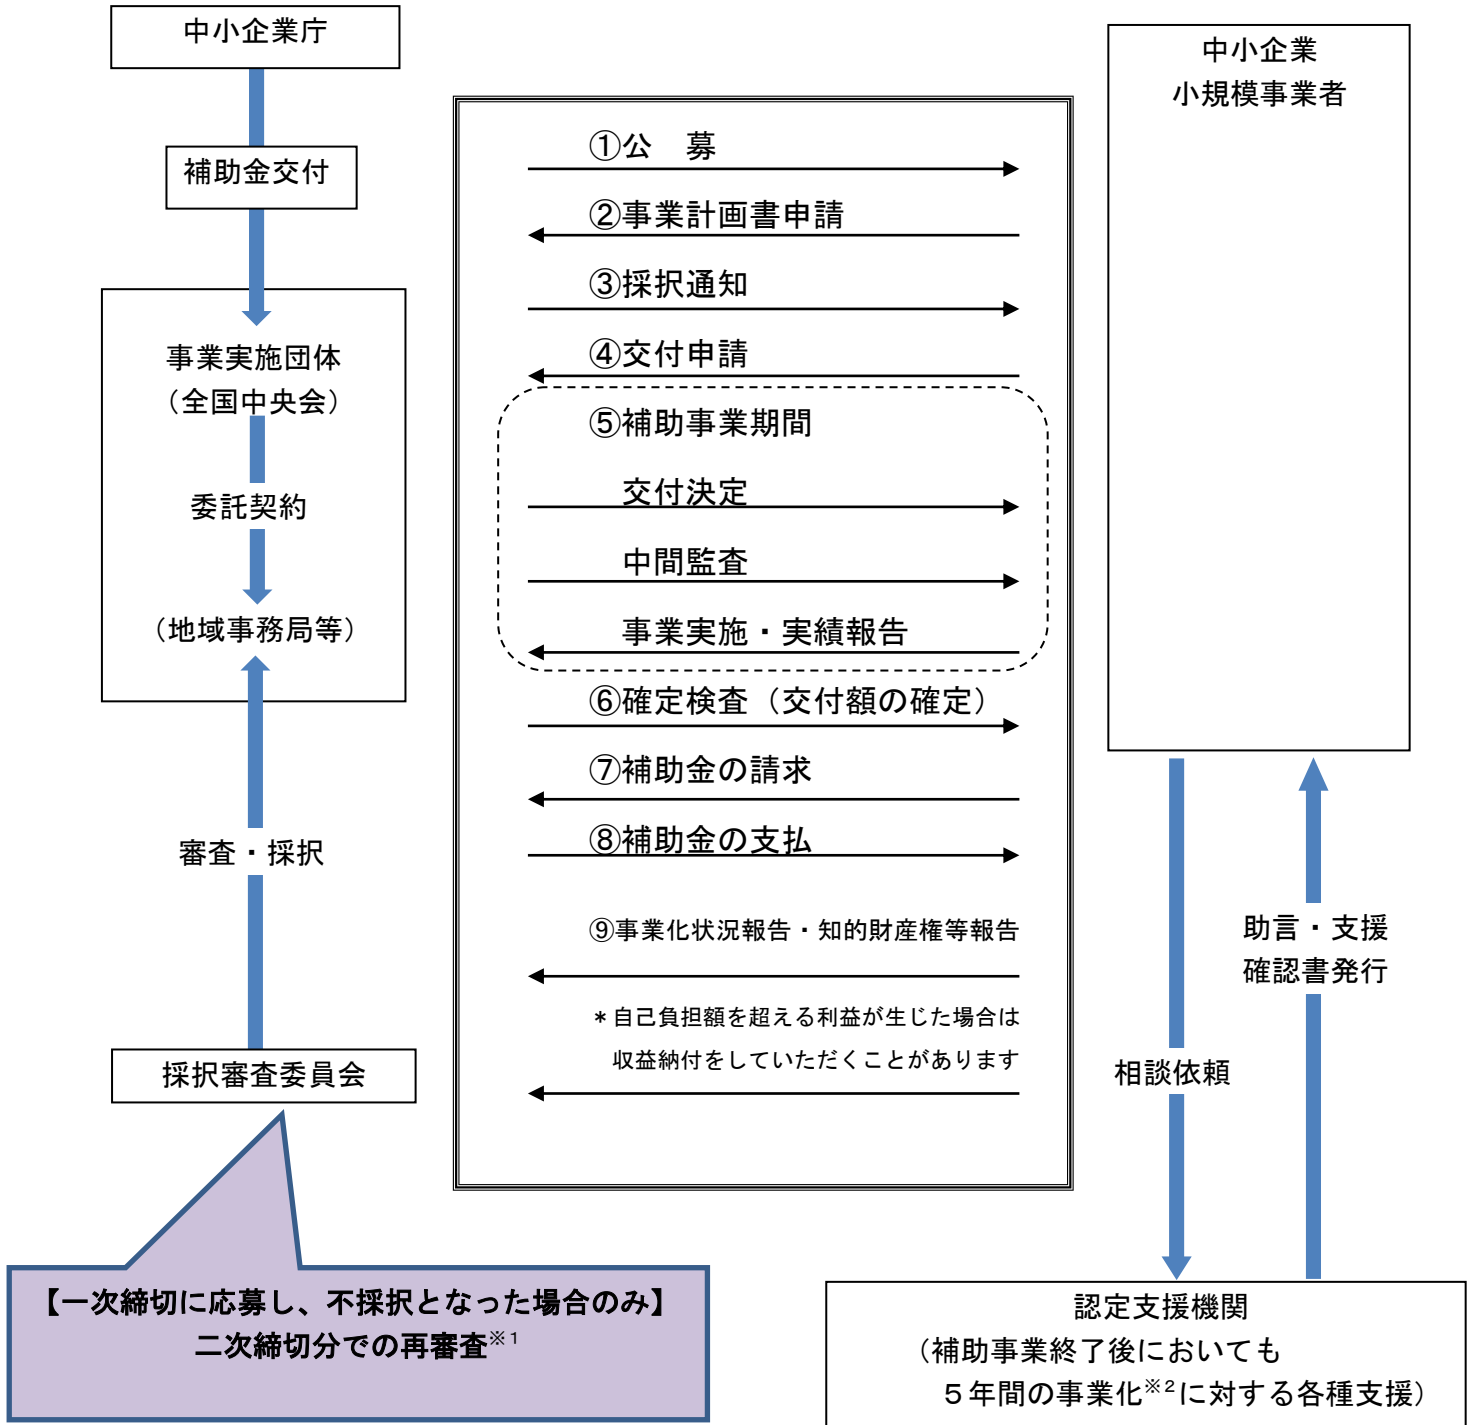 中小企業庁
補助金交付
事業実施団体
（全国中央会）
委託契約
（地域事務局等）
審査・採択
採択審査委員会
【一次締切に応募し、不採択となった場合のみ】
二次締切分での再審査※１
①公　募
②事業計画書申請
③採択通知
④交付申請
⑤補助事業期間
交付決定
中間監査
事業実施・実績報告
⑥確定検査（交付額の確定）
⑦補助金の請求
⑧補助金の支払
⑨事業化状況報告・知的財産権等報告
＊自己負担額を超える利益が生じた場合は
収益納付をしていただくことがあります
中小企業
小規模事業者
助言・支援
確認書発行
相談依頼
認定支援機関
（補助事業終了後においても
５年間の事業化※２に対する各種支援）